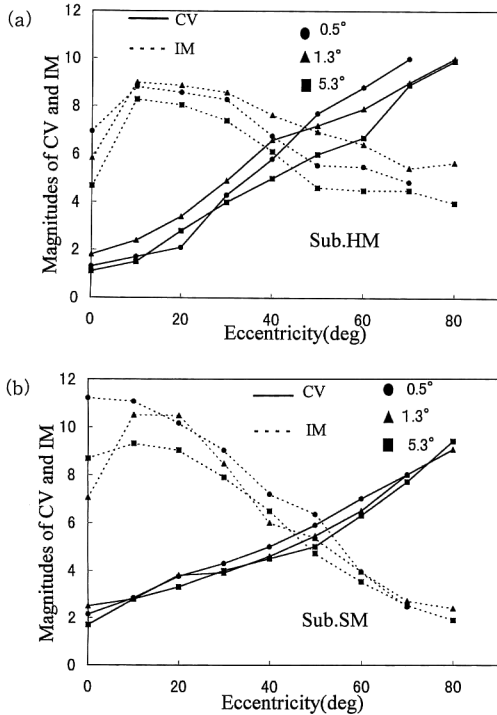 (a)
Magnitudes of CV and IM
12
10
8
6
4
2
0
CV
IM
0.5°
1.3°
5.3°
Sub.HM
0 20 40 60 80
Eccentricity(deg)
(b)
Magnitudes of CV and IM
12
10
8
6
4
2
0
CV
IM
0.5°
1.3°
5.3°
Sub.SM
0 20 40 60 80
Eccentricity(deg)